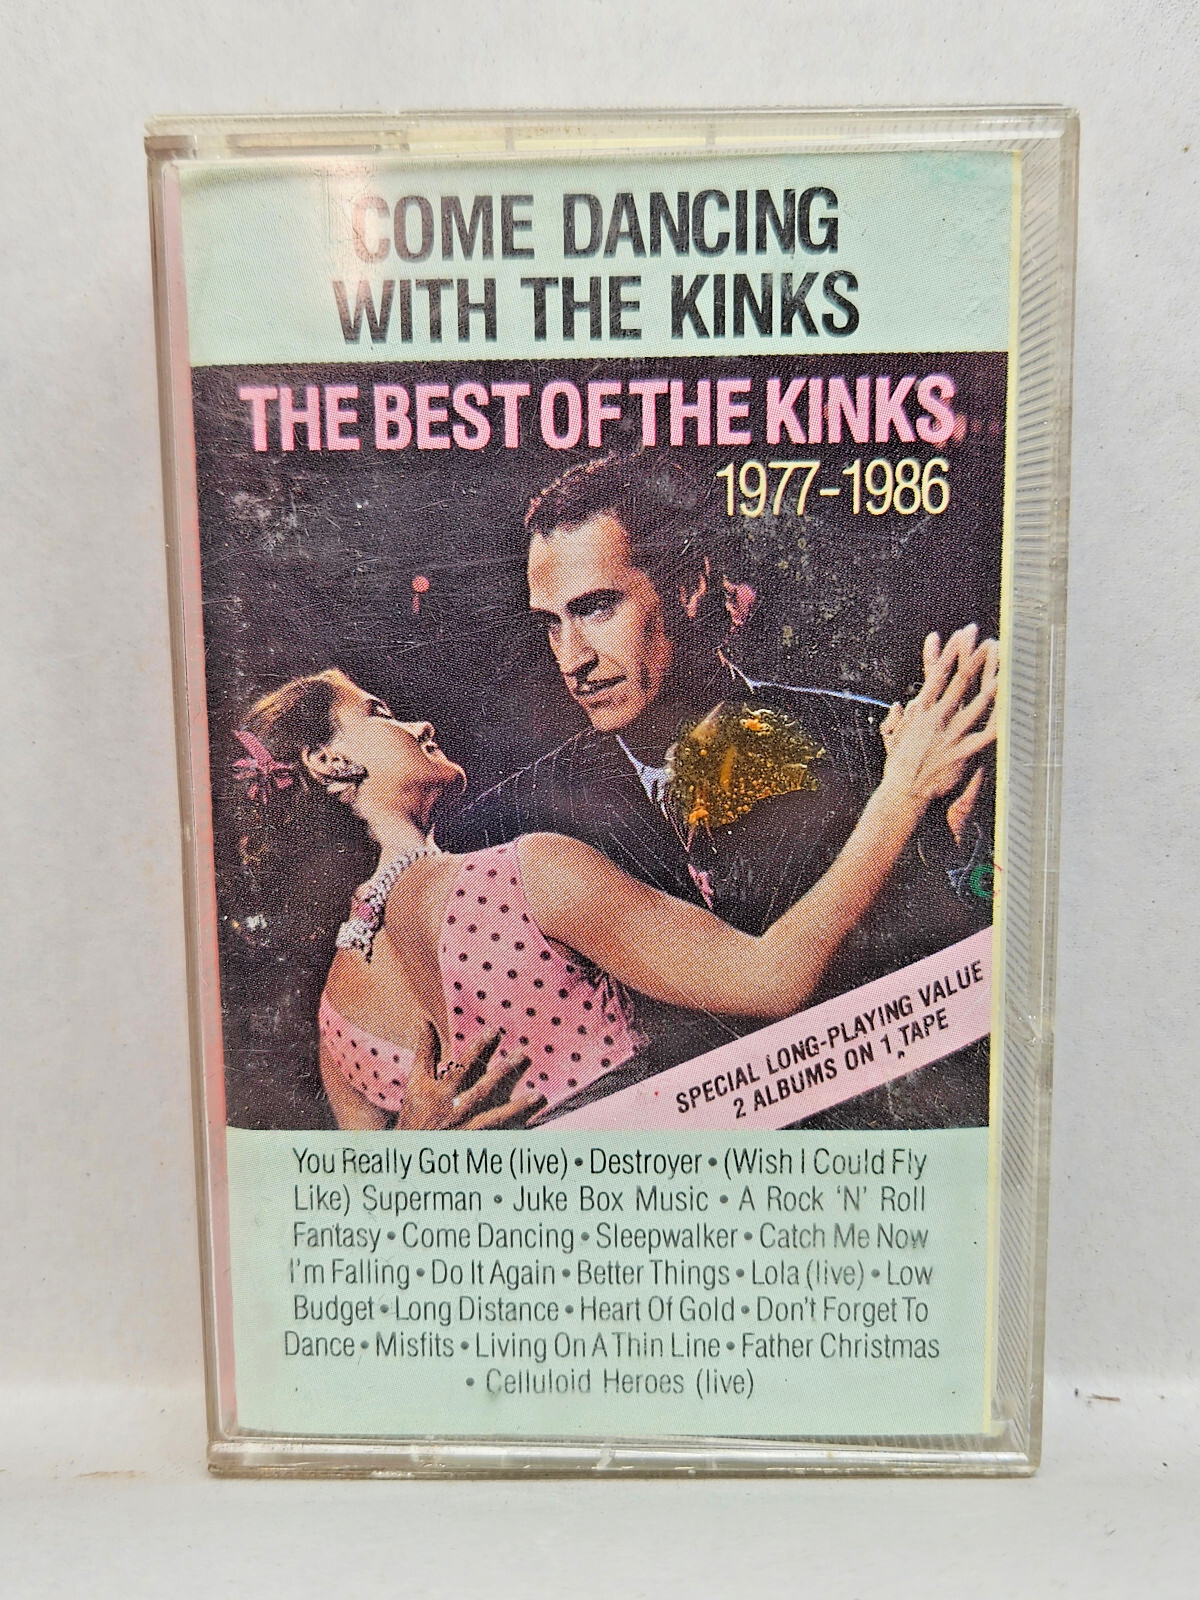 COME DANCING
WITH THE KINKS
THE BEST OF THE KINKS
1977-1986
SPECIAL LONG-PLAYING VALUE
2 ALBUMS ON 1 TAPE
You Really Got Me (live) • Destroyer • (Wish I Could Fly
Like) Superman • Juke Box Music • A Rock 'N' Roll
Fantasy • Come Dancing • Sleepwalker • Catch Me Now
I'm Falling • Do It Again • Better Things • Lola (live) • Low
Budget • Long Distance • Heart Of Gold • Don't Forget To
Dance • Misfits • Living On A Thin Line • Father Christmas
• Celluloid Heroes (live)